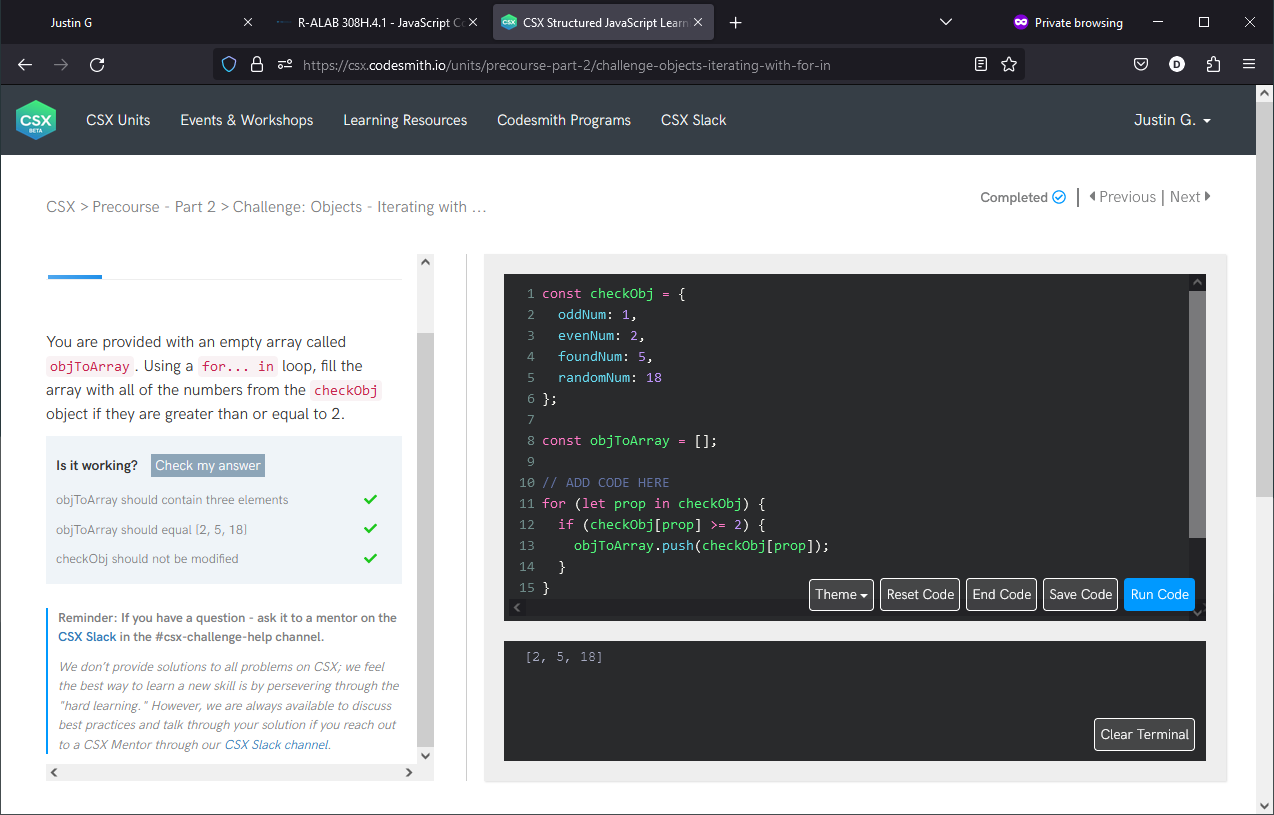 Justin G
R-ALAB 308H.4.1 - JavaScript Co
CSX Structured JavaScript Learn
Private browsing
https://csx.codesmith.io/units/precourse-part-2/challenge-objects-iterating-with-for-in
D
CSX
BETA
CSX Units
Events & Workshops
Learning Resources
Codesmith Programs
CSX Slack
Justin G.
CSX > Precourse - Part 2 > Challenge: Objects - Iterating with ...
Completed | Previous | Next
You are provided with an empty array called
objToArray. Using a for... in loop, fill the
array with all of the numbers from the checkObj
object if they are greater than or equal to 2.
Is it working? Check my answer
objToArray should contain three elements
objToArray should equal [2, 5, 18]
checkObj should not be modified
Reminder: If you have a question - ask it to a mentor on the
CSX Slack in the #csx-challenge-help channel.
We don't provide solutions to all problems on CSX; we feel
the best way to learn a new skill is by persevering through the
"hard learning." However, we are always available to discuss
best practices and talk through your solution if you reach out
to a CSX Mentor through our CSX Slack channel.
1 const checkObj = {
2   oddNum: 1,
3   evenNum: 2,
4   foundNum: 5,
5   randomNum: 18
6 };
7
8 const objToArray = [];
9
10 // ADD CODE HERE
11 for (let prop in checkObj) {
12   if (checkObj[prop] >= 2) {
13     objToArray.push(checkObj[prop]);
14   }
15 }
Theme
Reset Code
End Code
Save Code
Run Code
[2, 5, 18]
Clear Terminal